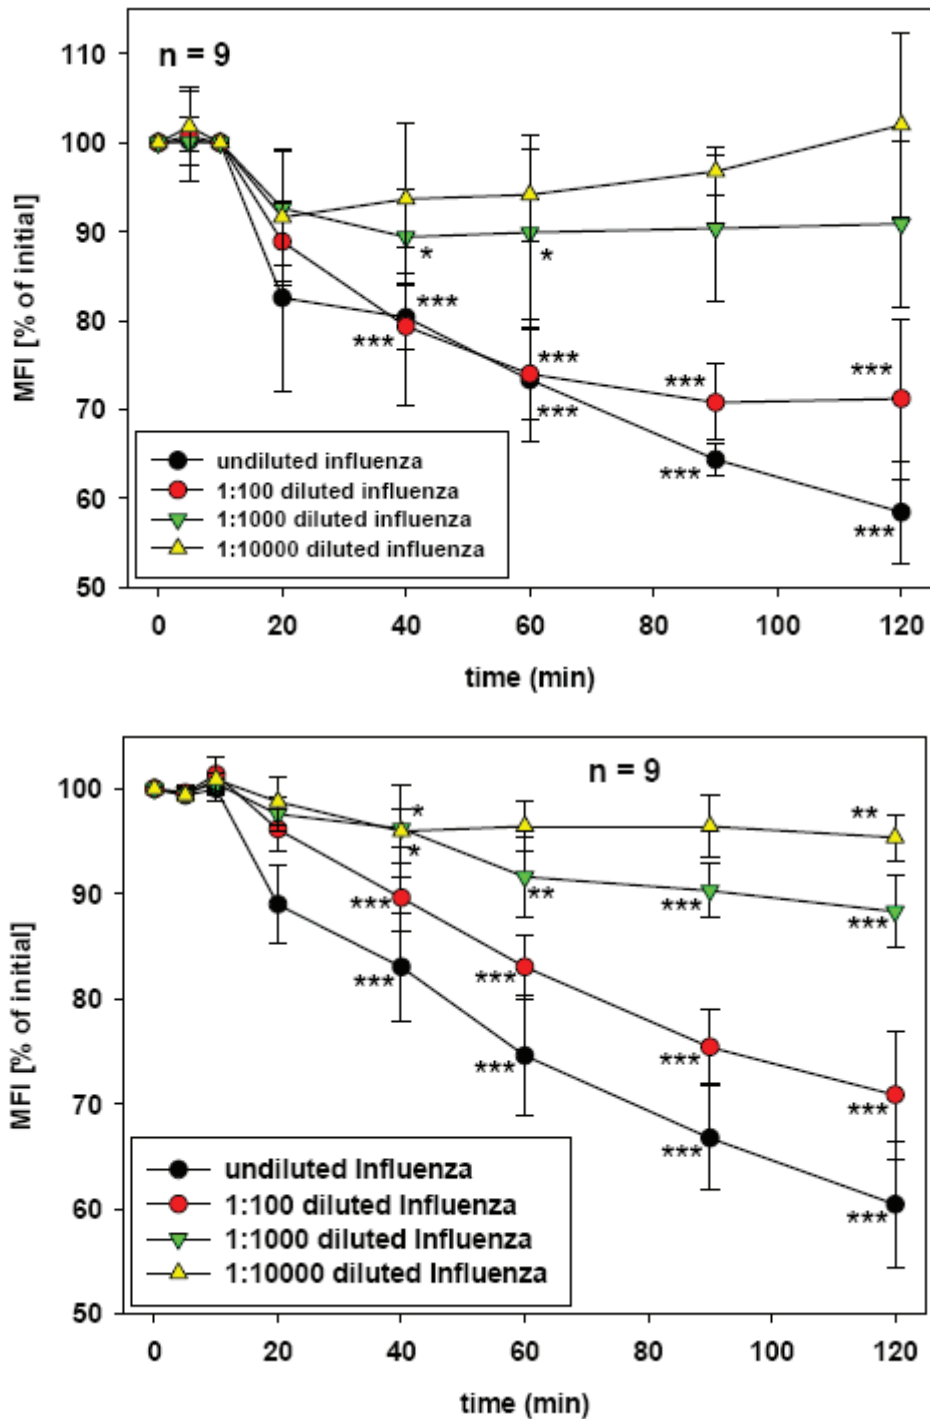 n = 9
110
100
90
80
70
60
50
MFI [% of initial]
*
*
***
***
***
***
***
***
***
***
undiluted influenza
1:100 diluted influenza
1:1000 diluted influenza
1:10000 diluted influenza
0 20 40 60 80 100 120
time (min)
n = 9
100
90
80
70
60
50
MFI [% of initial]
*
*
**
***
**
***
***
***
***
***
***
***
***
***
undiluted Influenza
1:100 diluted Influenza
1:1000 diluted Influenza
1:10000 diluted Influenza
0 20 40 60 80 100 120
time (min)